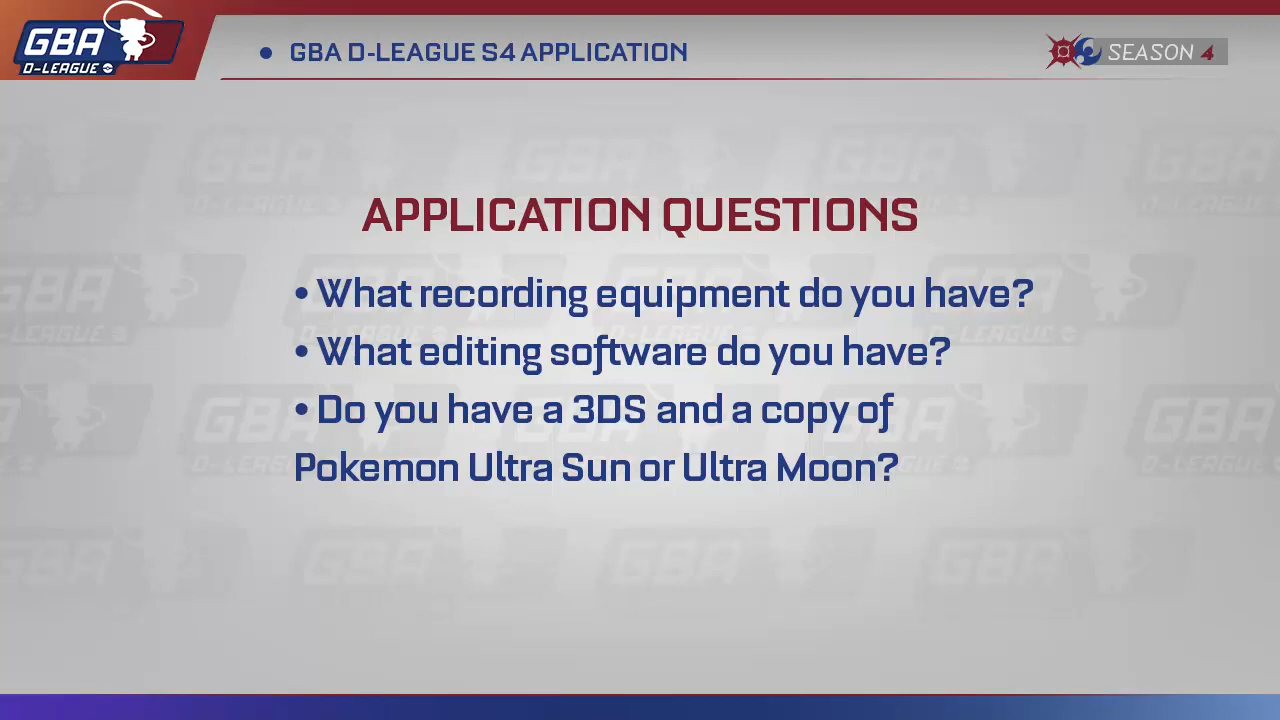 GBA
D-LEAGUE
• GBA D-LEAGUE S4 APPLICATION
SEASON 4
APPLICATION QUESTIONS
• What recording equipment do you have?
• What editing software do you have?
• Do you have a 3DS and a copy of
Pokemon Ultra Sun or Ultra Moon?